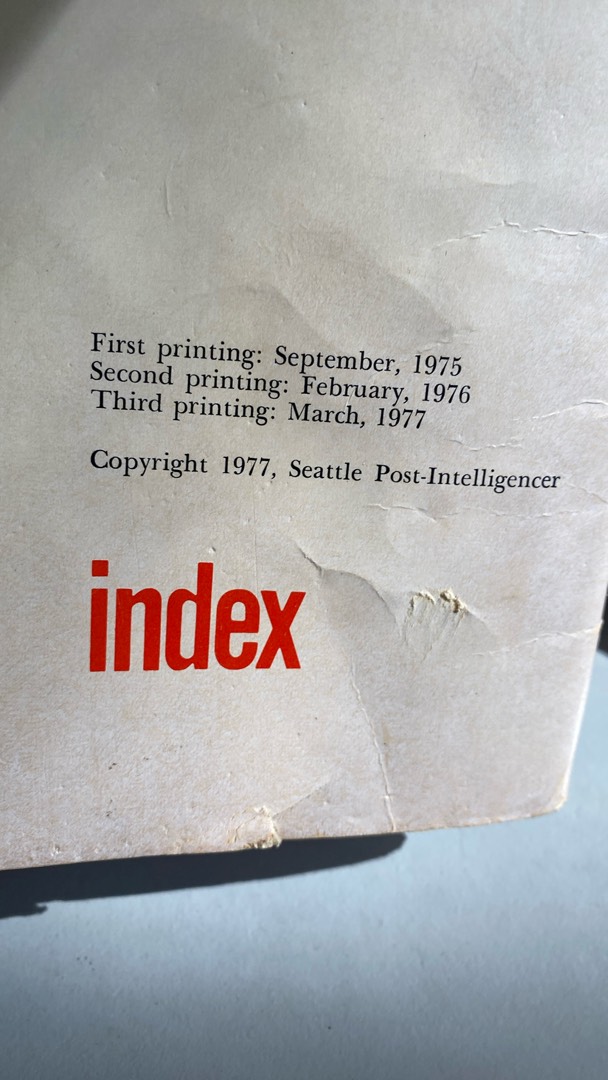 First printing: September, 1975
Second printing: February, 1976
Third printing: March, 1977
Copyright 1977, Seattle Post-Intelligencer
index